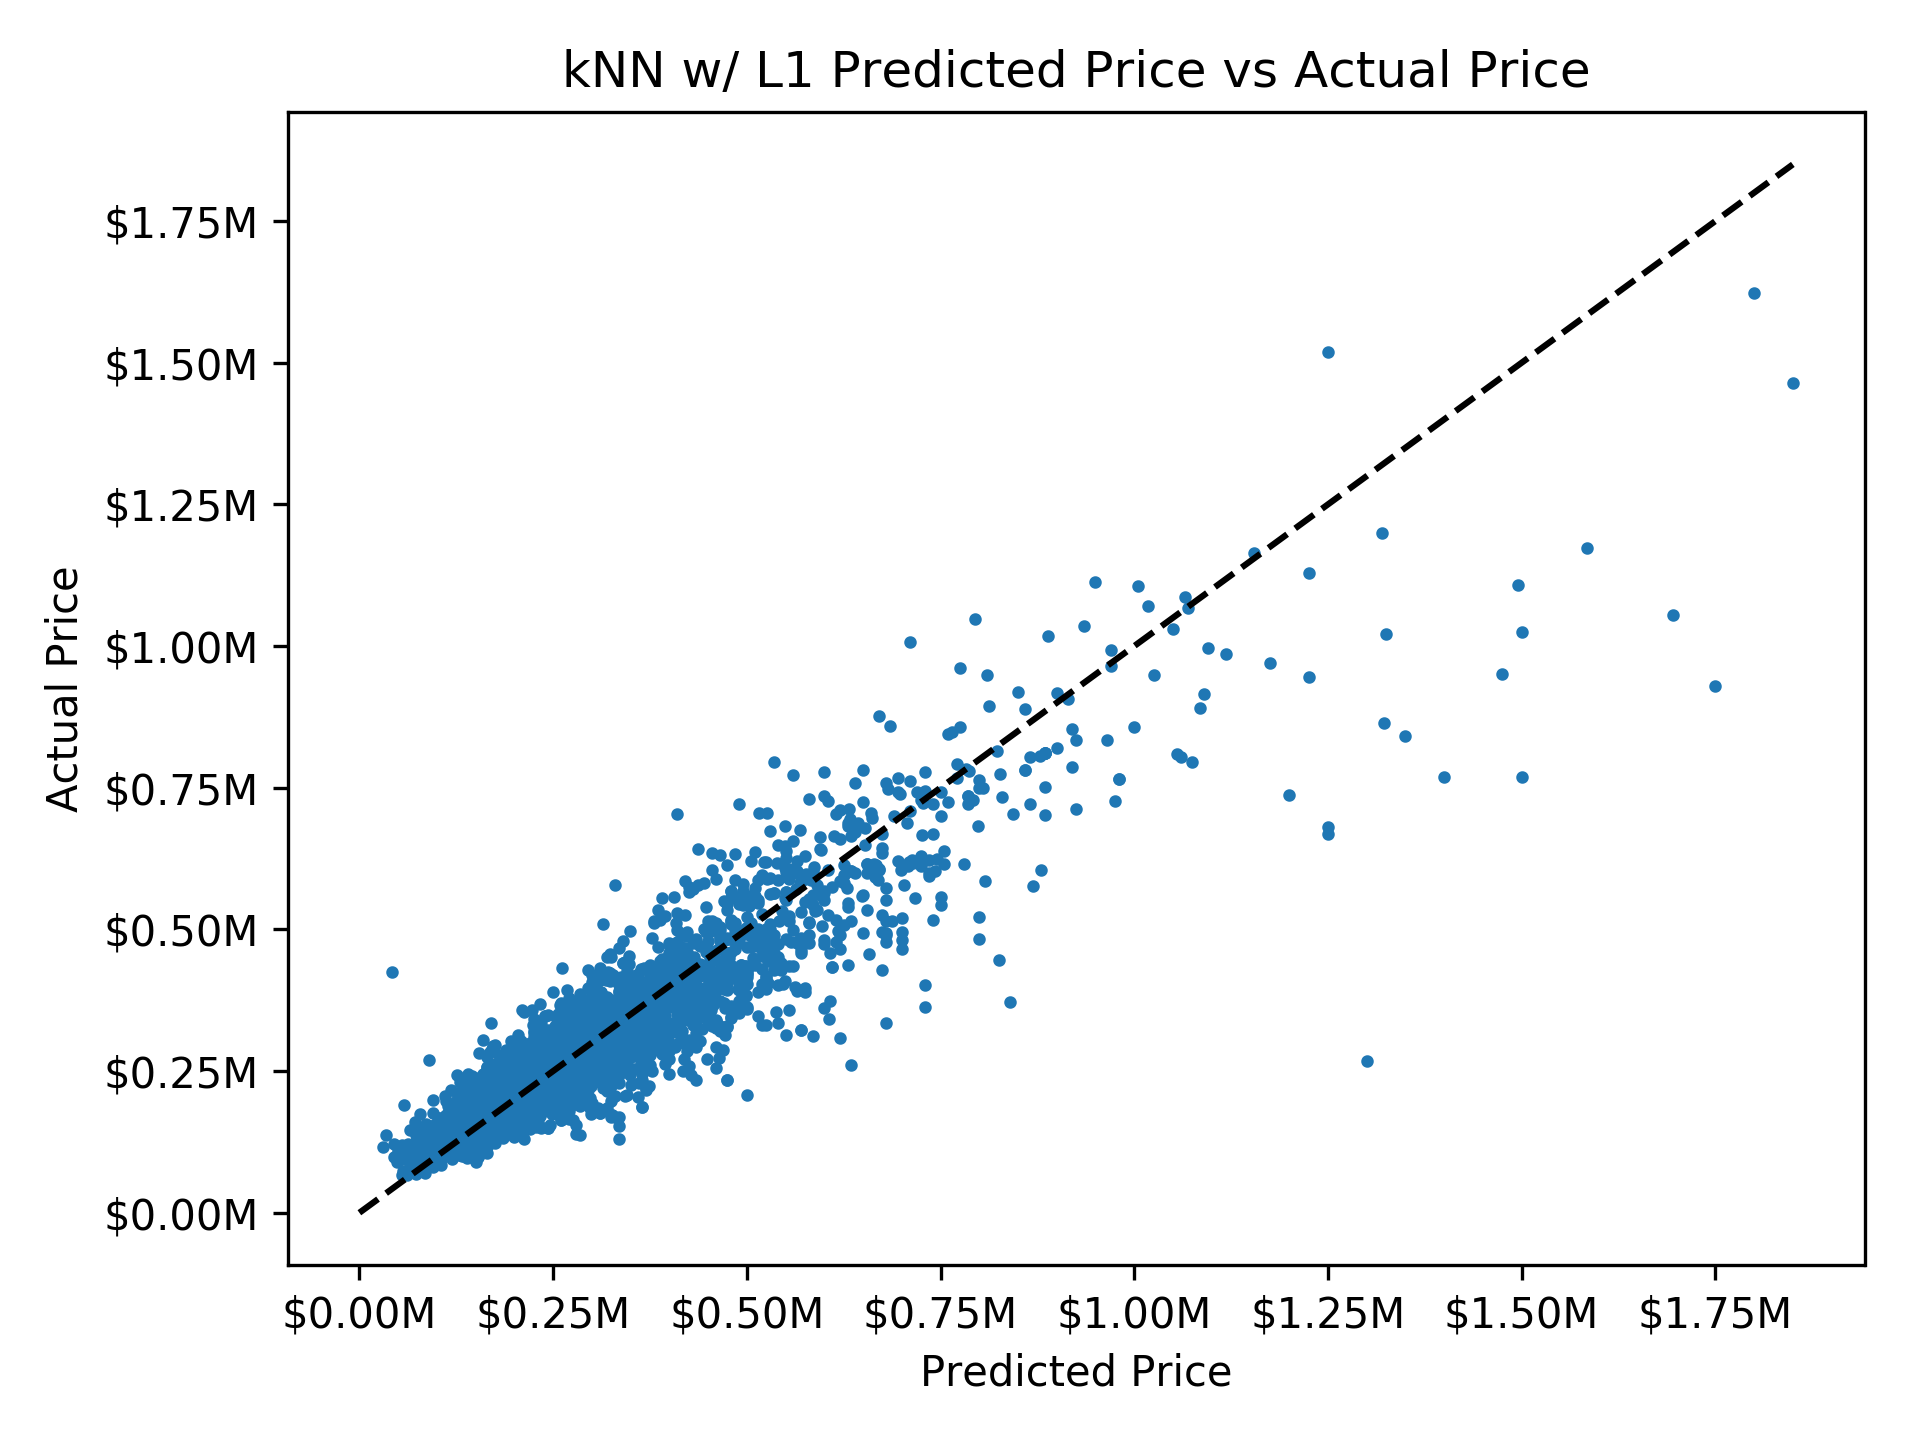 kNN w/ L1 Predicted Price vs Actual Price
Actual Price
$1.75M
$1.50M
$1.25M
$1.00M
$0.75M
$0.50M
$0.25M
$0.00M
$0.00M $0.25M $0.50M $0.75M $1.00M $1.25M $1.50M $1.75M
Predicted Price